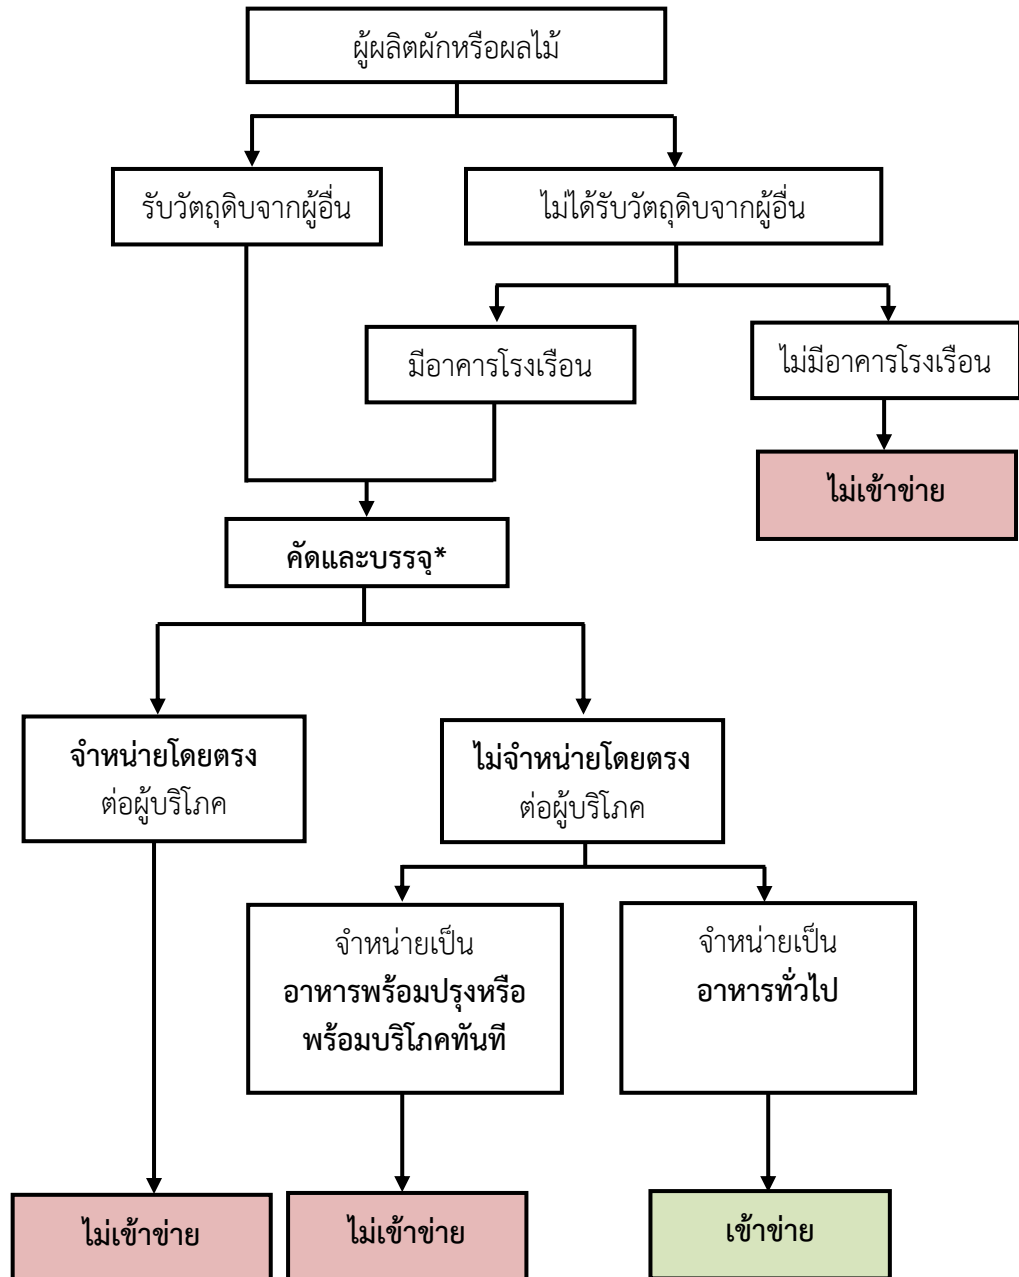 ผู้ผลิตผักหรือผลไม้
รับวัตถุดิบจากผู้อื่น
ไม่ได้รับวัตถุดิบจากผู้อื่น
มีอาคารโรงเรือน
ไม่มีอาคารโรงเรือน
ไม่เข้าข่าย
คัดและบรรจุ*
จำหน่ายโดยตรง
ต่อผู้บริโภค
ไม่จำหน่ายโดยตรง
ต่อผู้บริโภค
จำหน่ายเป็น
อาหารพร้อมปรุงหรือ
พร้อมบริโภคทันที
จำหน่ายเป็น
อาหารทั่วไป
ไม่เข้าข่าย
ไม่เข้าข่าย
เข้าข่าย